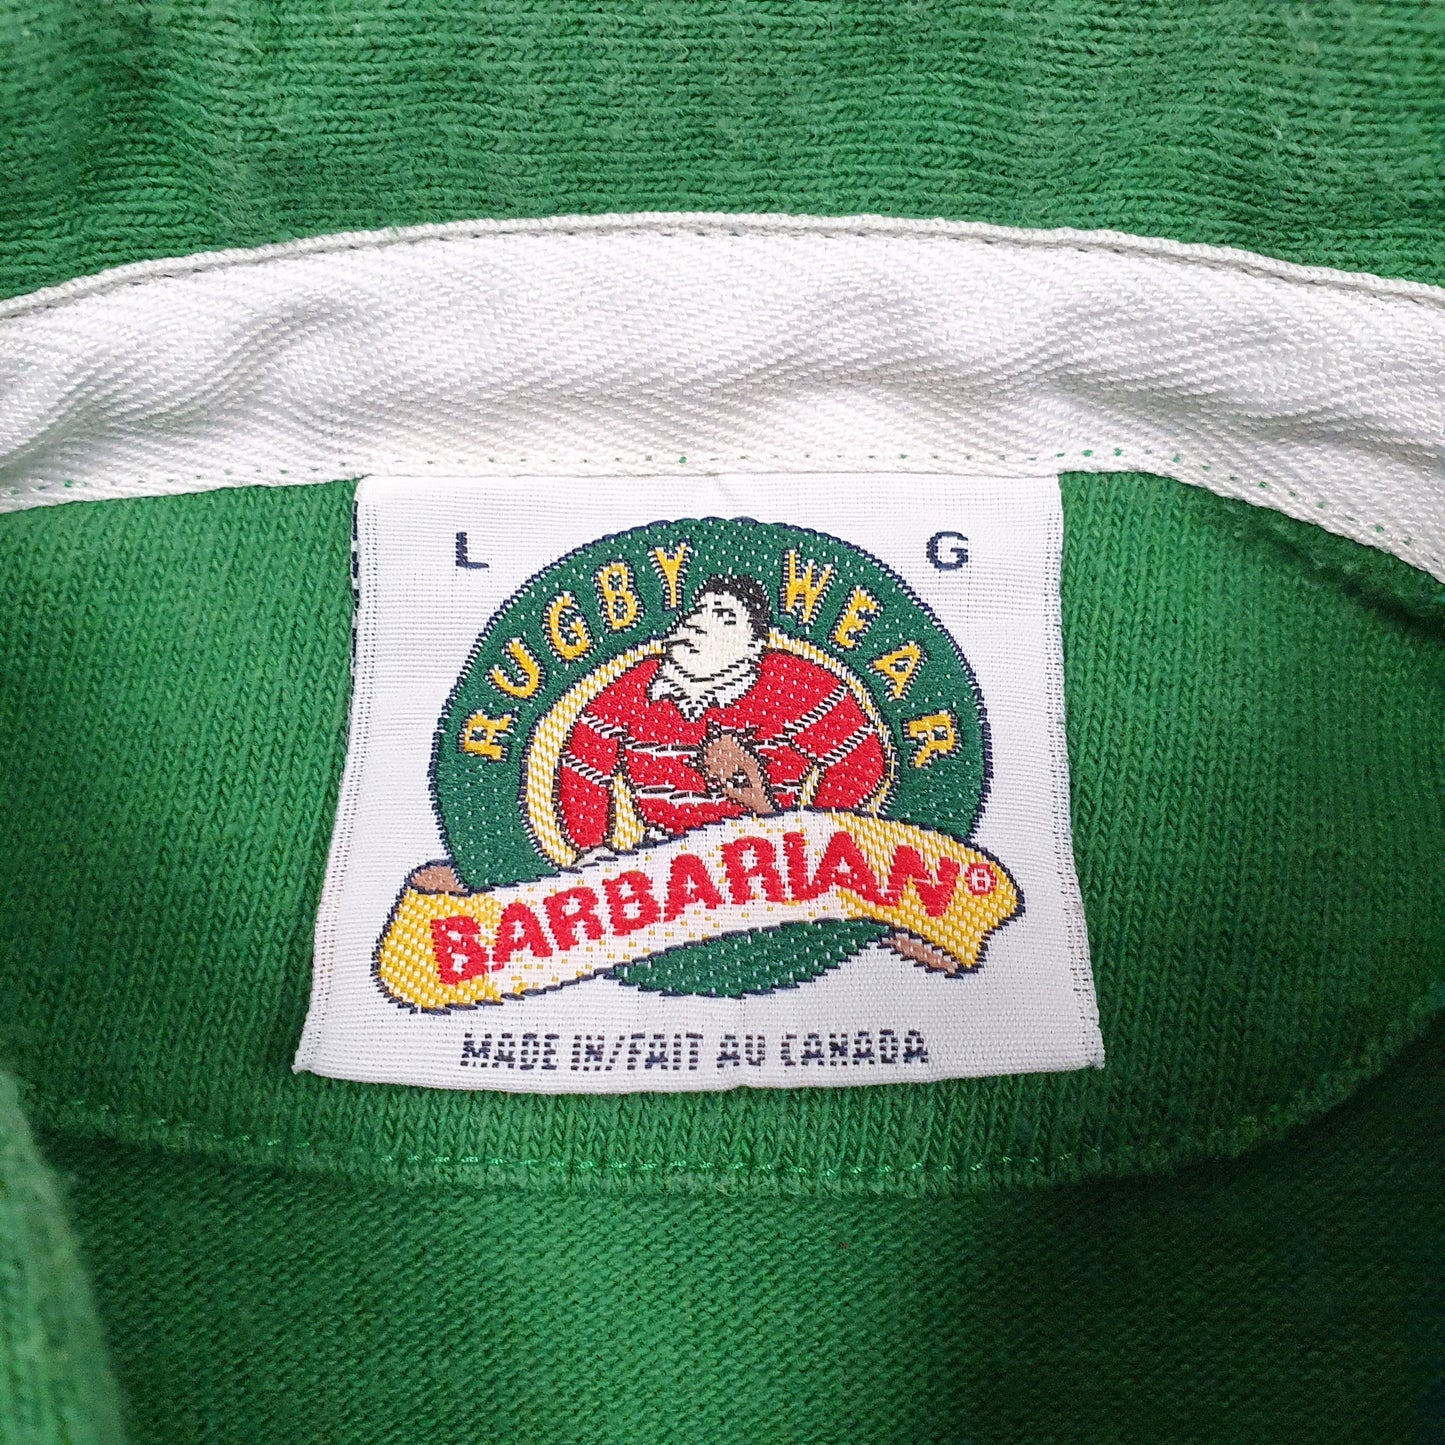 L G
RUGBY WEAR
BARBARIAN®
MADE IN/FAIT AU CANADA